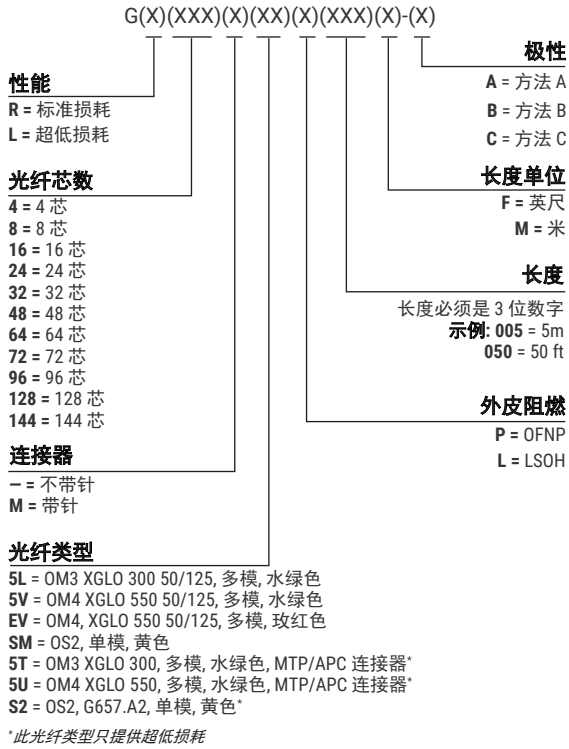 G(X)(XXX)(X)(XX)(X)(XXX)(X)-(X)
性能
R = 标准损耗
L = 超低损耗
光纤芯数
4 = 4 芯
8 = 8 芯
16 = 16 芯
24 = 24 芯
32 = 32 芯
48 = 48 芯
64 = 64 芯
72 = 72 芯
96 = 96 芯
128 = 128 芯
144 = 144 芯
连接器
– = 不带针
M = 带针
光纤类型
5L = OM3 XGLO 300 50/125, 多模, 水绿色
5V = OM4 XGLO 550 50/125, 多模, 水绿色
EV = OM4, XGLO 550 50/125, 多模, 玫红色
SM = OS2, 单模, 黄色
5T = OM3 XGLO 300, 多模, 水绿色, MTP/APC 连接器*
5U = OM4 XGLO 550, 多模, 水绿色, MTP/APC 连接器*
S2 = OS2, G657.A2, 单模, 黄色*
*此光纤类型只提供超低损耗
极性
A = 方法 A
B = 方法 B
C = 方法 C
长度单位
F = 英尺
M = 米
长度
长度必须是 3 位数字
示例: 005 = 5m
050 = 50 ft
外皮阻燃
P = OFNP
L = LSOH